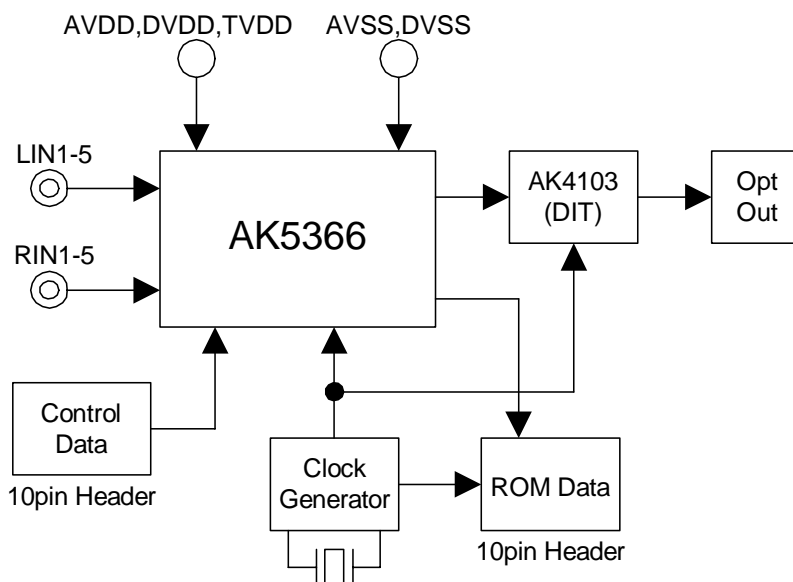 AVDD,DVDD,TVDD
AVSS,DVSS
LIN1-5
RIN1-5
AK5366
AK4103
(DIT)
Opt
Out
Control
Data
10pin Header
Clock
Generator
ROM Data
10pin Header